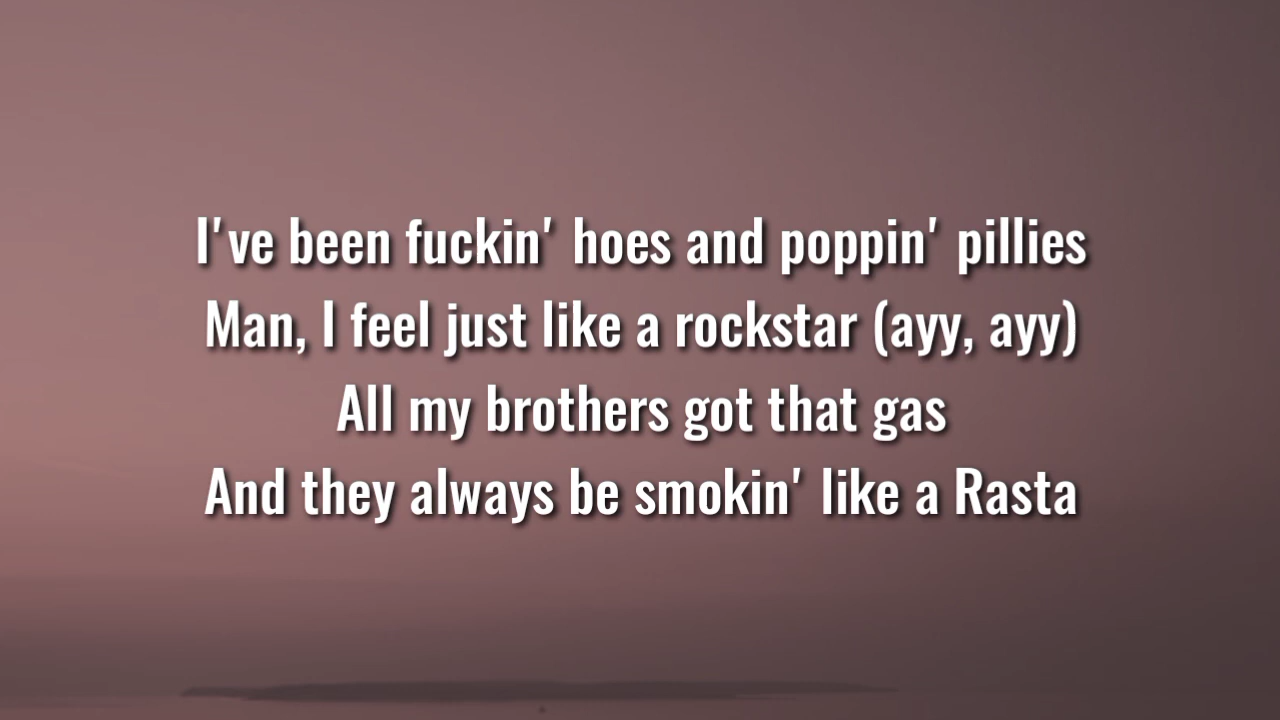 I've been fuckin' hoes and poppin' pillies
Man, I feel just like a rockstar (ayy, ayy)
All my brothers got that gas
And they always be smokin' like a Rasta